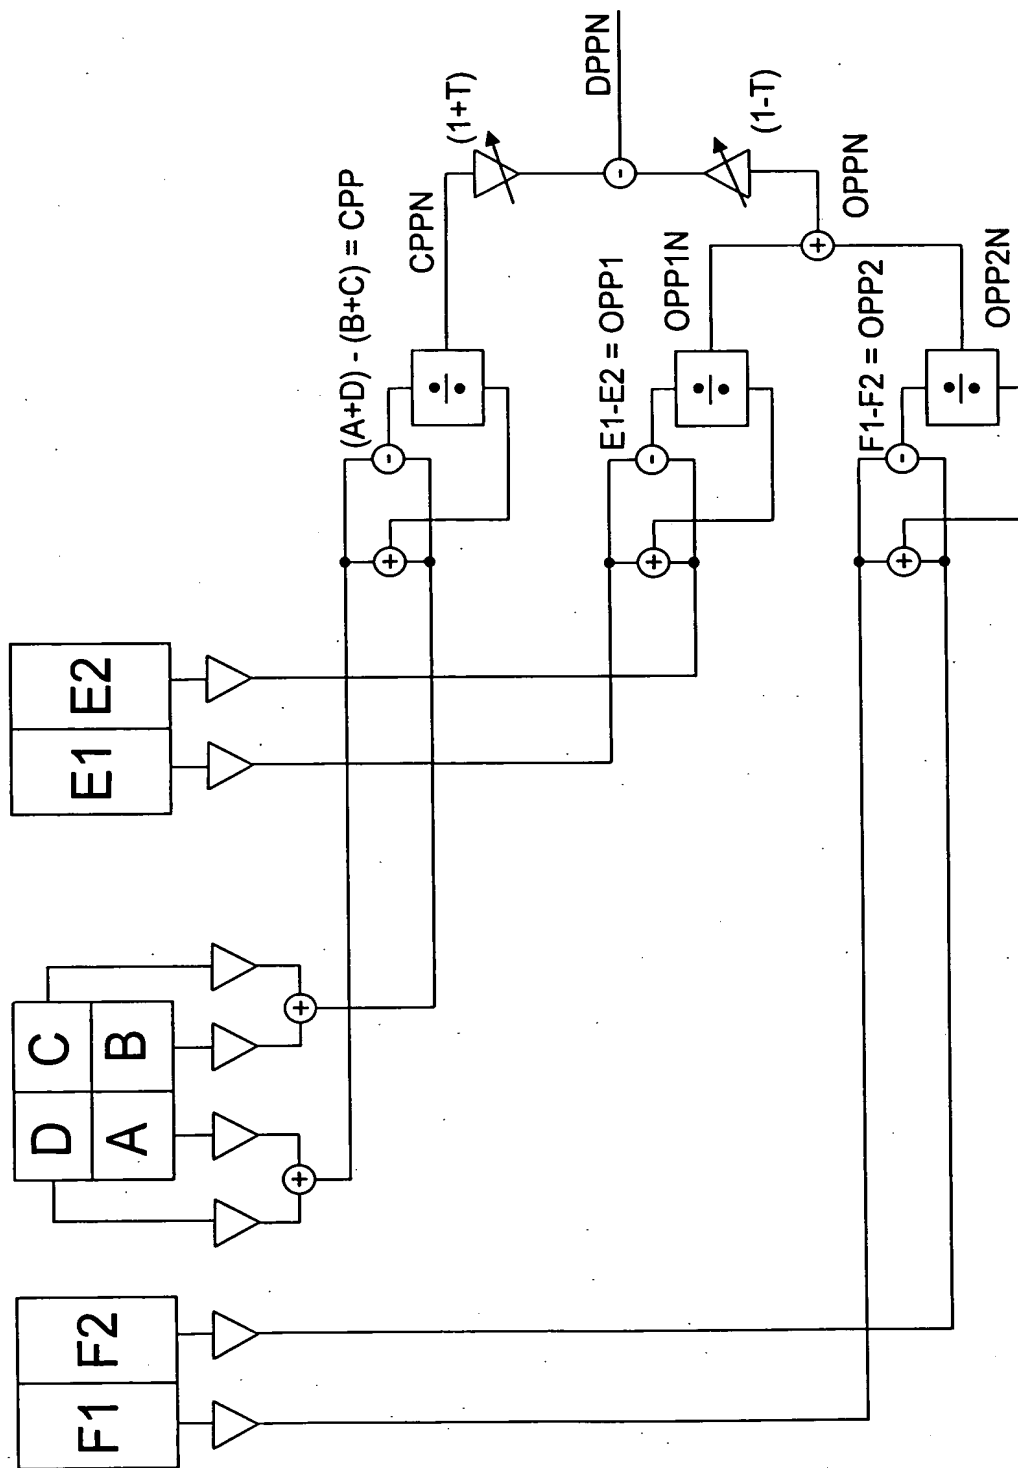 F1 F2
D C
A B
E1 E2
(A+D) - (B+C) = CPP
CPPN
(1+T)
E1-E2 = OPP1
OPP1N
DPPN
(1-T)
F1-F2 = OPP2
OPPN
OPP2N